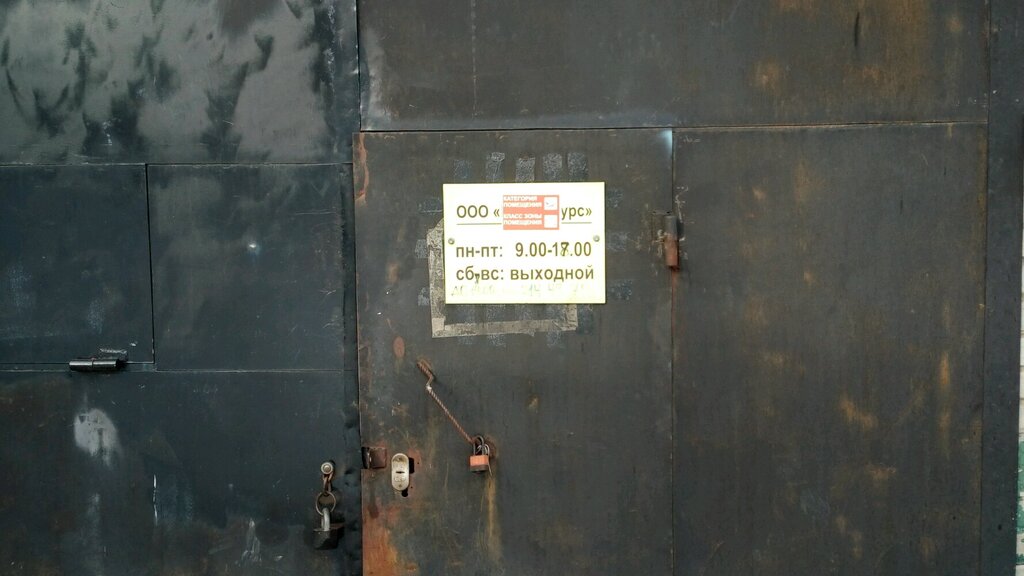 ООО «
КАТЕГОРИЯ
ПОМЕЩЕНИЯ
КЛАСС ЗОНЫ
ПОМЕЩЕНИЯ
урс»
пн-пт: 9.00-17.00
сб, вс: выходной